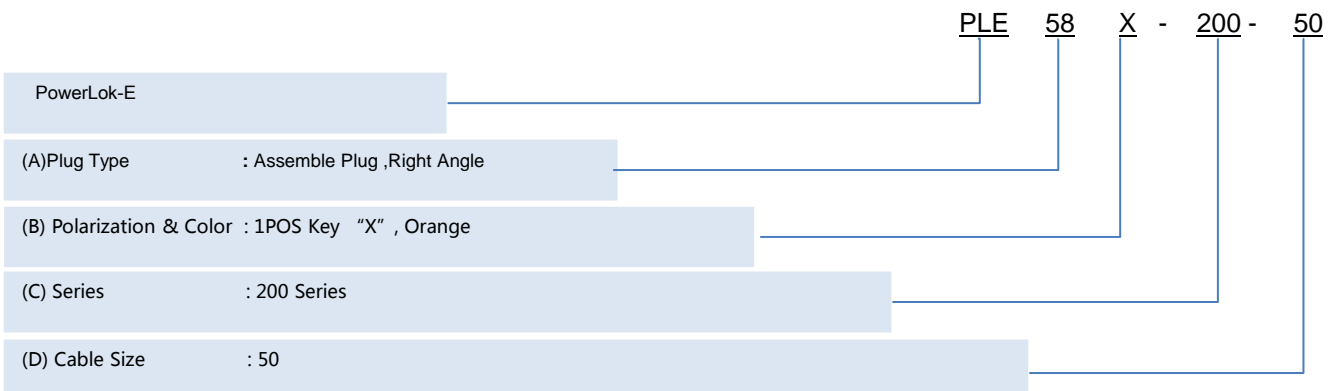 PLE 58 X - 200 - 50
PowerLok-E
(A)Plug Type : Assemble Plug ,Right Angle
(B) Polarization & Color : 1POS Key “X”, Orange
(C) Series : 200 Series
(D) Cable Size : 50